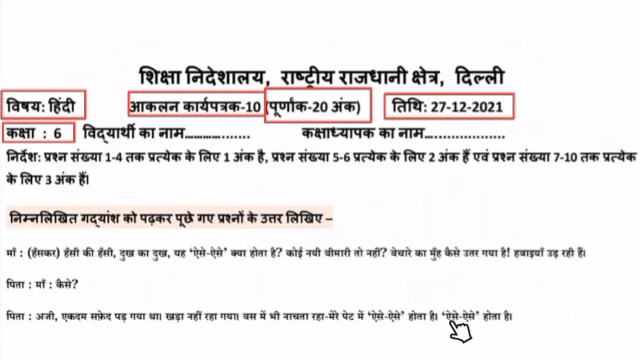 शिक्षा निदेशालय, राष्ट्रीय राजधानी क्षेत्र, दिल्ली
विषय: हिंदी आकलन कार्यपत्रक-10 (पूर्णांक-20 अंक) तिथि: 27-12-2021
कक्षा : 6 विद्यार्थी का नाम.................. कक्षाध्यापक का नाम..................
निर्देश: प्रश्न संख्या 1-4 तक प्रत्येक के लिए 1 अंक है, प्रश्न संख्या 5-6 प्रत्येक के लिए 2 अंक हैं एवं प्रश्न संख्या 7-10 तक प्रत्येक
के लिए 3 अंक हैं।
निम्नलिखित गद्यांश को पढ़कर पूछे गए प्रश्नों के उत्तर लिखिए –
माँ : (हँसकर) हँसी की हँसी, दुख का दुख, यह 'ऐसे-ऐसे' क्या होता है? कोई नयी बीमारी तो नहीं? बेचारे का मुँह कैसे उतर गया है! हवाइयाँ उड़ रही हैं।
पिता : माँ : कैसे?
पिता : अजी, एकदम सफ़ेद पड़ गया था। खड़ा नहीं रहा गया। बस में भी नाचता रहा-मेरे पेट में 'ऐसे-ऐसे' होता है। 'ऐसे-ऐसे' होता है।